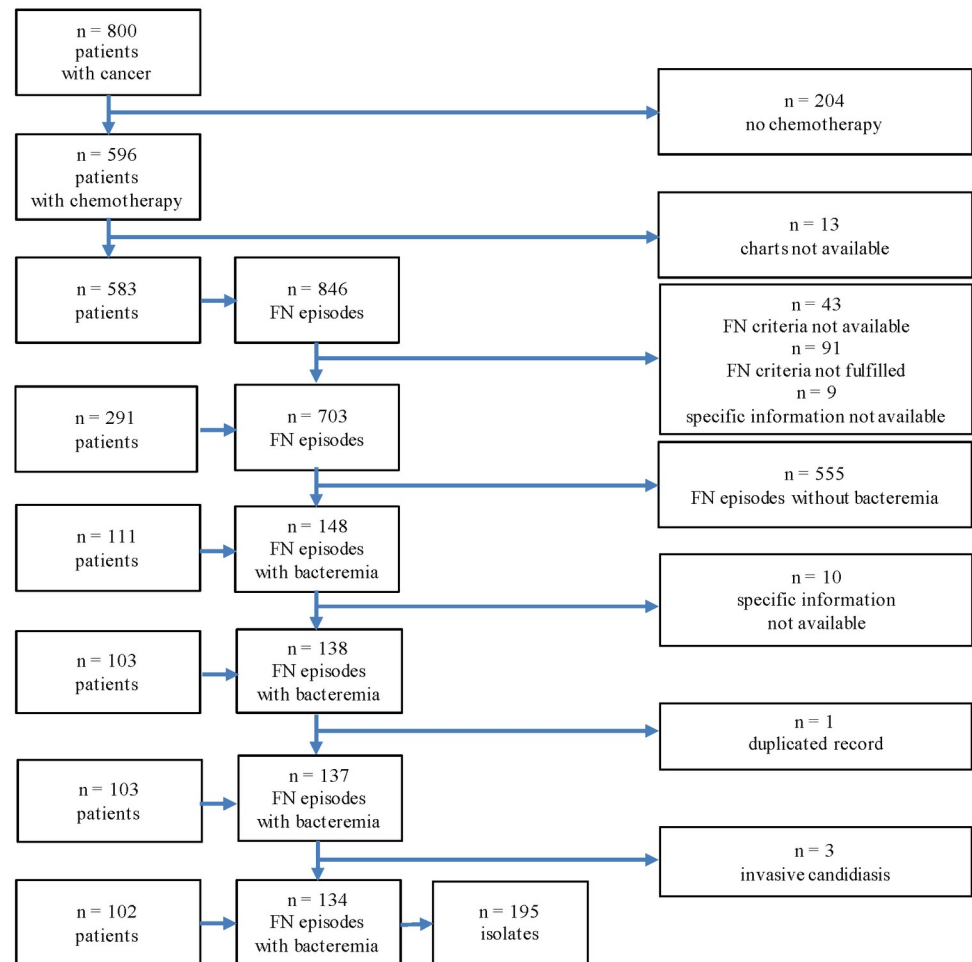 n = 800
patients
with cancer
n = 204
no chemotherapy
n = 596
patients
with chemotherapy
n = 13
charts not available
n = 583
patients
n = 846
FN episodes
n = 43
FN criteria not available
n = 91
FN criteria not fulfilled
n = 9
specific information not available
n = 291
patients
n = 703
FN episodes
n = 555
FN episodes without bacteremia
n = 111
patients
n = 148
FN episodes
with bacteremia
n = 10
specific information
not available
n = 103
patients
n = 138
FN episodes
with bacteremia
n = 1
duplicated record
n = 103
patients
n = 137
FN episodes
with bacteremia
n = 3
invasive candidiasis
n = 102
patients
n = 134
FN episodes
with bacteremia
n = 195
isolates